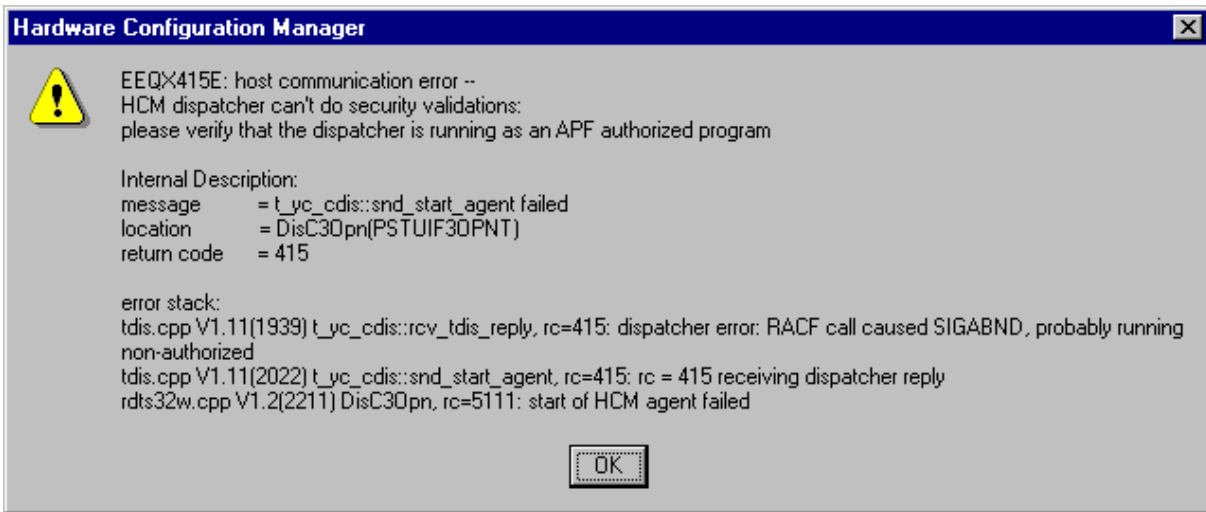 Hardware Configuration Manager
EEQX415E: host communication error --
HCM dispatcher can't do security validations:
please verify that the dispatcher is running as an APF authorized program
Internal Description:
message = t_yc_cdis::snd_start_agent failed
location = DisC3Opn(PSTUIF3OPNT)
return code = 415
error stack:
tdis.cpp V1.11(1939) t_yc_cdis::rcv_tdis_reply, rc=415: dispatcher error: RACF call caused SIGABND, probably running
non-authorized
tdis.cpp V1.11(2022) t_yc_cdis::snd_start_agent, rc=415: rc = 415 receiving dispatcher reply
rdts32w.cpp V1.2(2211) DisC3Opn, rc=5111: start of HCM agent failed
OK